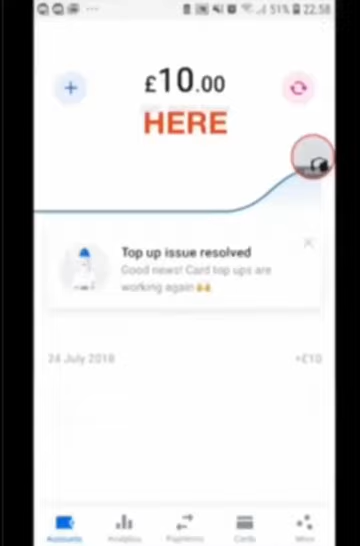 51% 22.58
£10.00
HERE
Top up issue resolved
Good news! Card top ups are
working again 🙌
24 July 2018 +£10
Accounts Analytics Payments Cards More